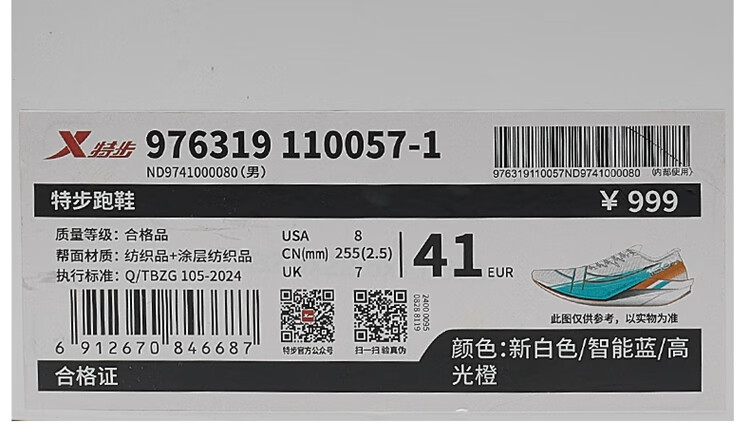 特步 976319 110057-1
ND9741000080(男)
976319110057ND9741000080 (内部使用)
特步跑鞋 ¥ 999
质量等级: 合格品
帮面材质: 纺织品+涂层纺织品
执行标准: Q/TBZG 105-2024
USA 8
CN(mm) 255(2.5)
UK 7
41 EUR
6 912670 846687
特步官方公众号
扫一扫 验真伪
2400.0095
0828.8119
此图仅供参考，以实物为准
合格证
颜色:新白色/智能蓝/高
光橙